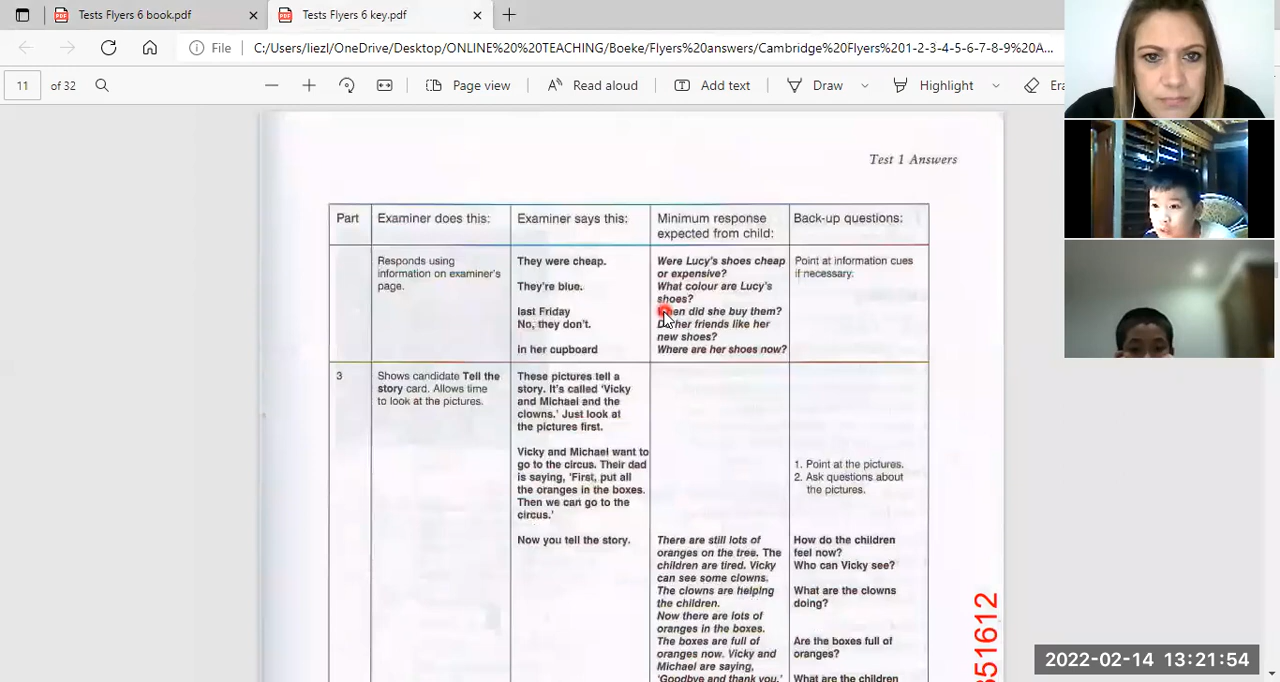 Tests Flyers 6 book.pdf
Tests Flyers 6 key.pdf
File
C:/Users/liezl/OneDrive/Desktop/ONLINE%20%20TEACHING/Boeke/Flyers%20answers/Cambridge%20Flyers%201-2-3-4-5-6-7-8-9%20A...
11 of 32
Page view
Read aloud
Add text
Draw
Highlight
Test 1 Answers
Part
Examiner does this:
Examiner says this:
Minimum response
expected from child:
Back-up questions:
Responds using
information on examiner's
page.
They were cheap.
They're blue.
last Friday
No, they don't.
in her cupboard
Were Lucy's shoes cheap
or expensive?
What colour are Lucy's
shoes?
did she buy them?
her friends like her
new shoes?
Where are her shoes now?
Point at information cues
if necessary.
3
Shows candidate Tell the
story card. Allows time
to look at the pictures.
These pictures tell a
story. It's called 'Vicky
and Michael and the
clowns.' Just look at
the pictures first.
Vicky and Michael want to
go to the circus. Their dad
is saying, 'First, put all
the oranges in the boxes.
Then we can go to the
circus.'
Now you tell the story.
There are still lots of
oranges on the tree. The
children are tired. Vicky
can see some clowns.
The clowns are helping
the children.
Now there are lots of
oranges in the boxes.
The boxes are full of
oranges now. Vicky and
Michael are saying,
'Goodbye and thank you.'
1. Point at the pictures.
2. Ask questions about
the pictures.
How do the children
feel now?
Who can Vicky see?
What are the clowns
doing?
Are the boxes full of
oranges?
What are the children
51612
2022-02-14 13:21:54